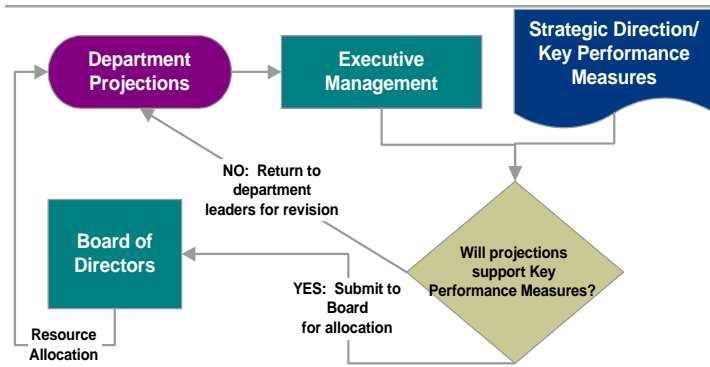 Department
Projections
Executive
Management
Strategic Direction/
Key Performance
Measures
NO:  Return to
department
leaders for revision
Board of
Directors
Will projections
support Key
Performance Measures?
YES:  Submit to
Board
for allocation
Resource
Allocation